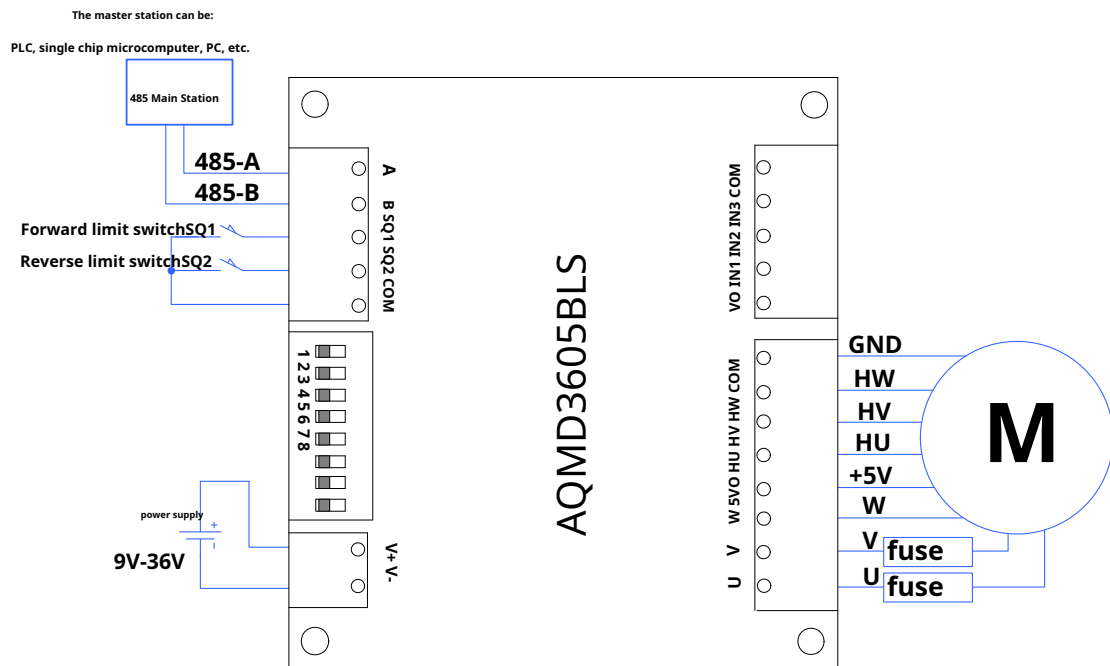 The master station can be:
PLC, single chip microcomputer, PC, etc.
485 Main Station
485-A
485-B
Forward limit switchSQ1
Reverse limit switchSQ2
A
B SQ1 SQ2 COM
1 2 3 4 5 6 7 8
power supply
+
9V-36V
V+ V-
AQMD3605BLS
VO IN1 IN2 IN3 COM
U V W 5VO HU HV HW COM
GND
HW
HV
HU
+5V
W
V
fuse
U
fuse
M